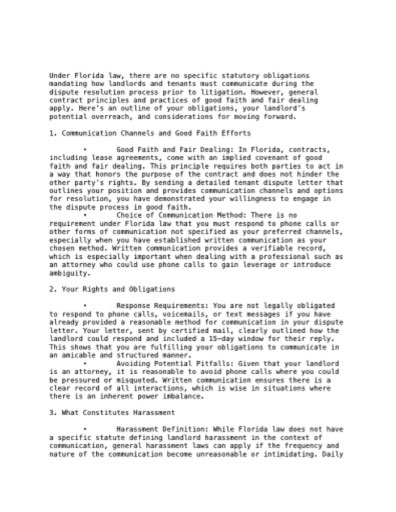 Under Florida law, there are no specific statutory obligations
mandating how landlords and tenants must communicate during the
dispute resolution process prior to litigation. However, general
contract principles and practices of good faith and fair dealing
apply. Here's an outline of your obligations, your landlord's
potential overreach, and considerations for moving forward.
1. Communication Channels and Good Faith Efforts
• Good Faith and Fair Dealing: In Florida, contracts,
including lease agreements, come with an implied covenant of good
faith and fair dealing. This principle requires both parties to act in
a way that honors the purpose of the contract and does not hinder the
other party's rights. By sending a detailed tenant dispute letter that
outlines your position and provides communication channels and options
for resolution, you have demonstrated your willingness to engage in
the dispute process in good faith.
• Choice of Communication Method: There is no
requirement under Florida law that you must respond to phone calls or
other forms of communication not specified as your preferred channels,
especially when you have established written communication as your
chosen method. Written communication provides a verifiable record,
which is especially important when dealing with a professional such as
an attorney who could use phone calls to gain leverage or introduce
ambiguity.
2. Your Rights and Obligations
• Response Requirements: You are not legally obligated
to respond to phone calls, voicemails, or text messages if you have
already provided a reasonable method for communication in your dispute
letter. Your letter, sent by certified mail, clearly outlined how the
landlord could respond and included a 15-day window for their reply.
This shows that you are fulfilling your obligations to communicate in
an amicable and structured manner.
• Avoiding Potential Pitfalls: Given that your landlord
is an attorney, it is reasonable to avoid phone calls where you could
be pressured or misquoted. Written communication ensures there is a
clear record of all interactions, which is wise in situations where
there is an inherent power imbalance.
3. What Constitutes Harassment
• Harassment Definition: While Florida law does not have
a specific statute defining landlord harassment in the context of
communication, general harassment laws can apply if the frequency and
nature of the communication become unreasonable or intimidating. Daily